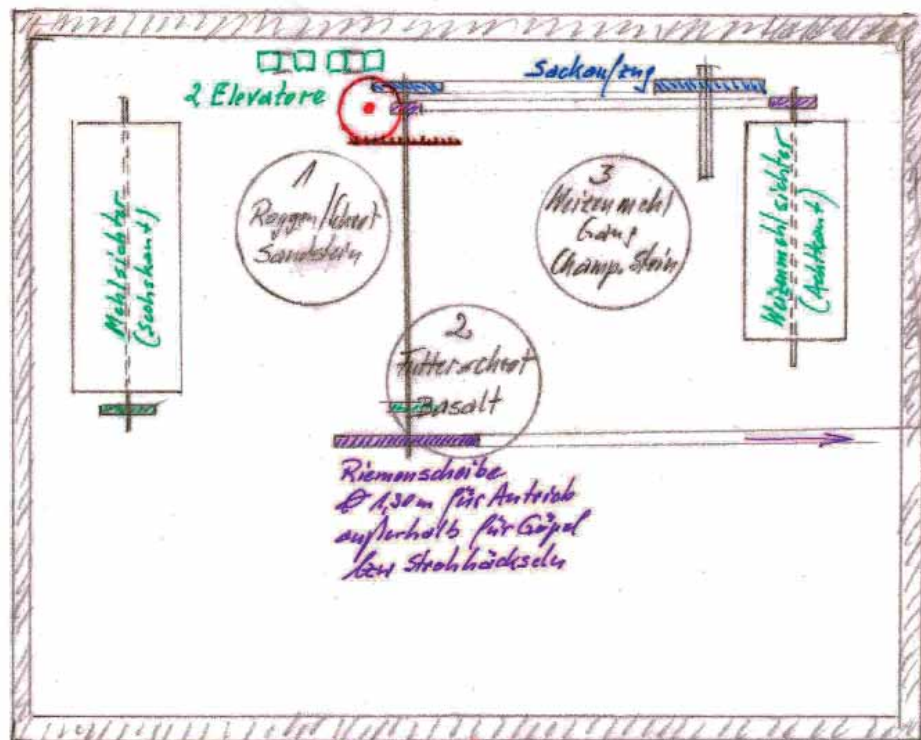 Sackaufzug
2 Elevatore
1
Roggen/Schrot
Sandstein
3
Weizenmehl
Gang
Champ. Stein
Mehlsichter
(Sechskant)
Weizenmehlsichter
(Achtkant)
2
Futterschrot
Basalt
Riemenscheibe
Ø 1,30m für Antrieb
außerhalb für Göpel
bzw Strohhäckseln